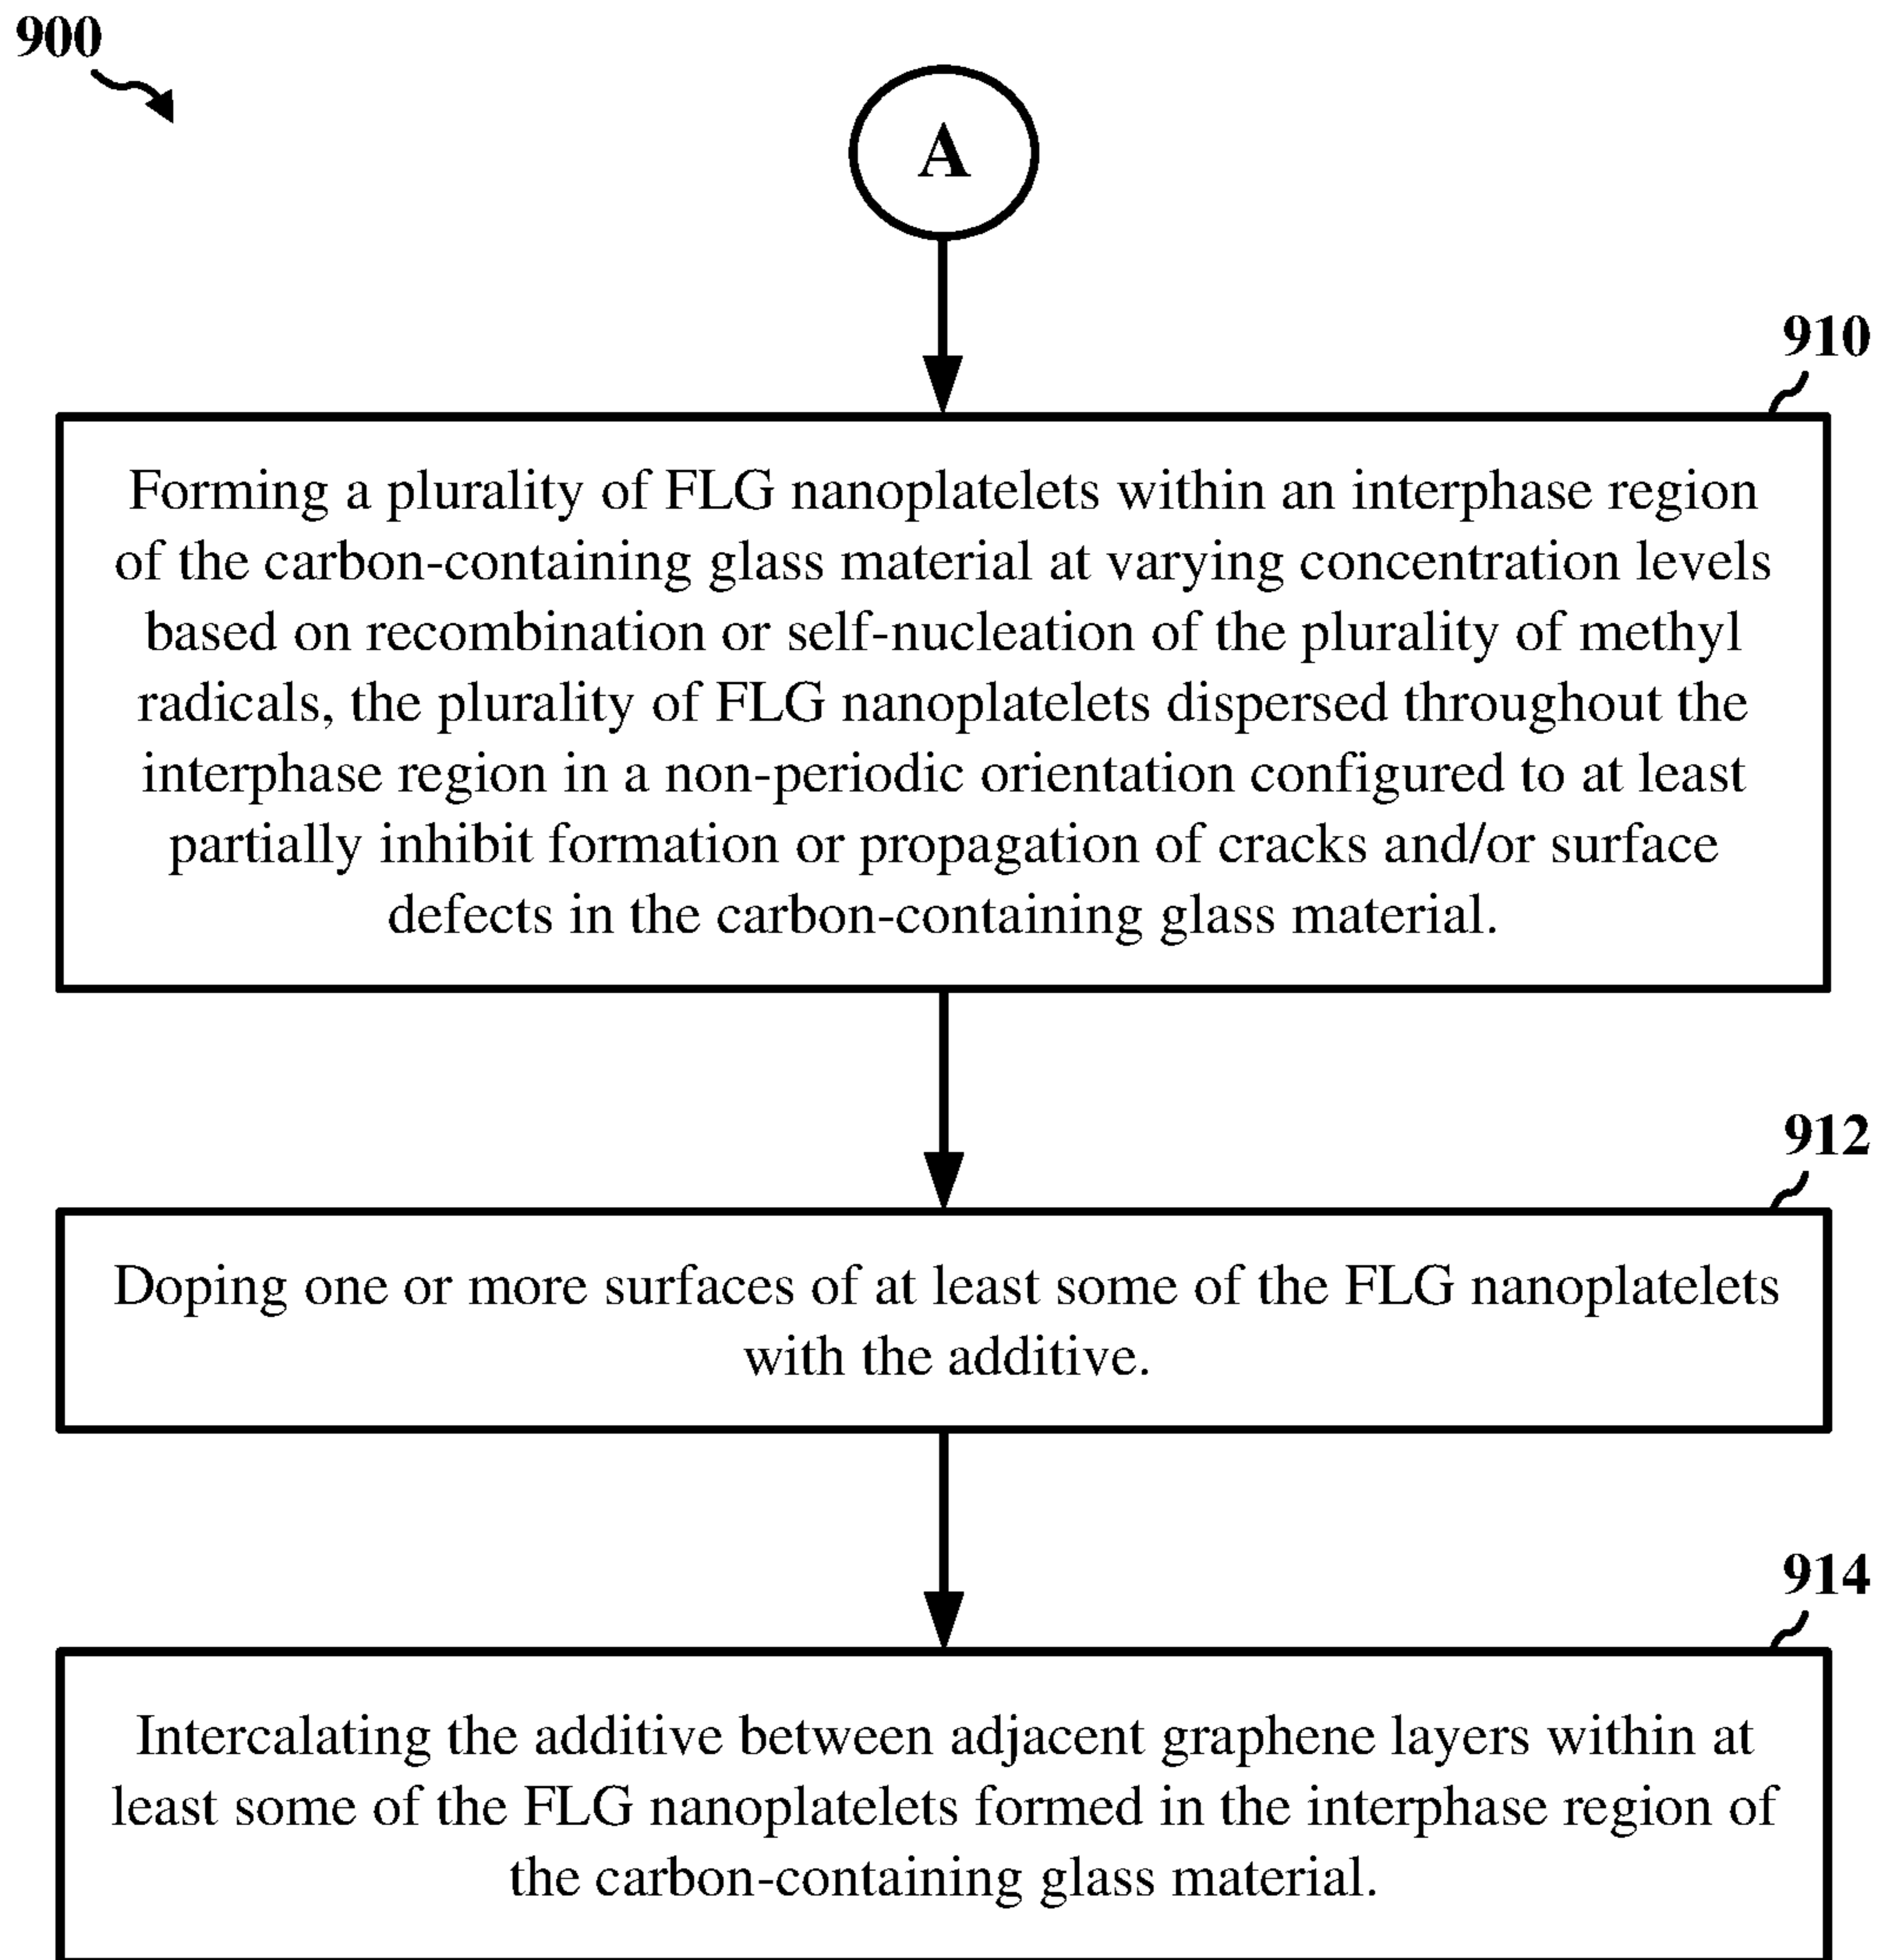 900
A
910
Forming a plurality of FLG nanoplatelets within an interphase region
of the carbon-containing glass material at varying concentration levels
based on recombination or self-nucleation of the plurality of methyl
radicals, the plurality of FLG nanoplatelets dispersed throughout the
interphase region in a non-periodic orientation configured to at least
partially inhibit formation or propagation of cracks and/or surface
defects in the carbon-containing glass material.
912
Doping one or more surfaces of at least some of the FLG nanoplatelets
with the additive.
914
Intercalating the additive between adjacent graphene layers within at
least some of the FLG nanoplatelets formed in the interphase region of
the carbon-containing glass material.